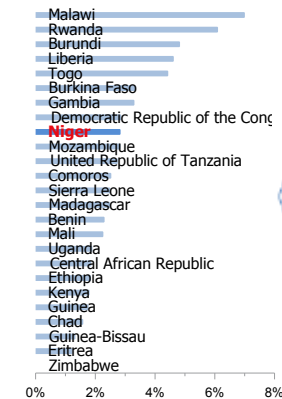 Malawi
Rwanda
Burundi
Liberia
Togo
Burkina Faso
Gambia
Democratic Republic of the Cong
Niger
Mozambique
United Republic of Tanzania
Comoros
Sierra Leone
Madagascar
Benin
Mali
Uganda
Central African Republic
Ethiopia
Kenya
Guinea
Chad
Guinea-Bissau
Eritrea
Zimbabwe
0% 2% 4% 6% 8%